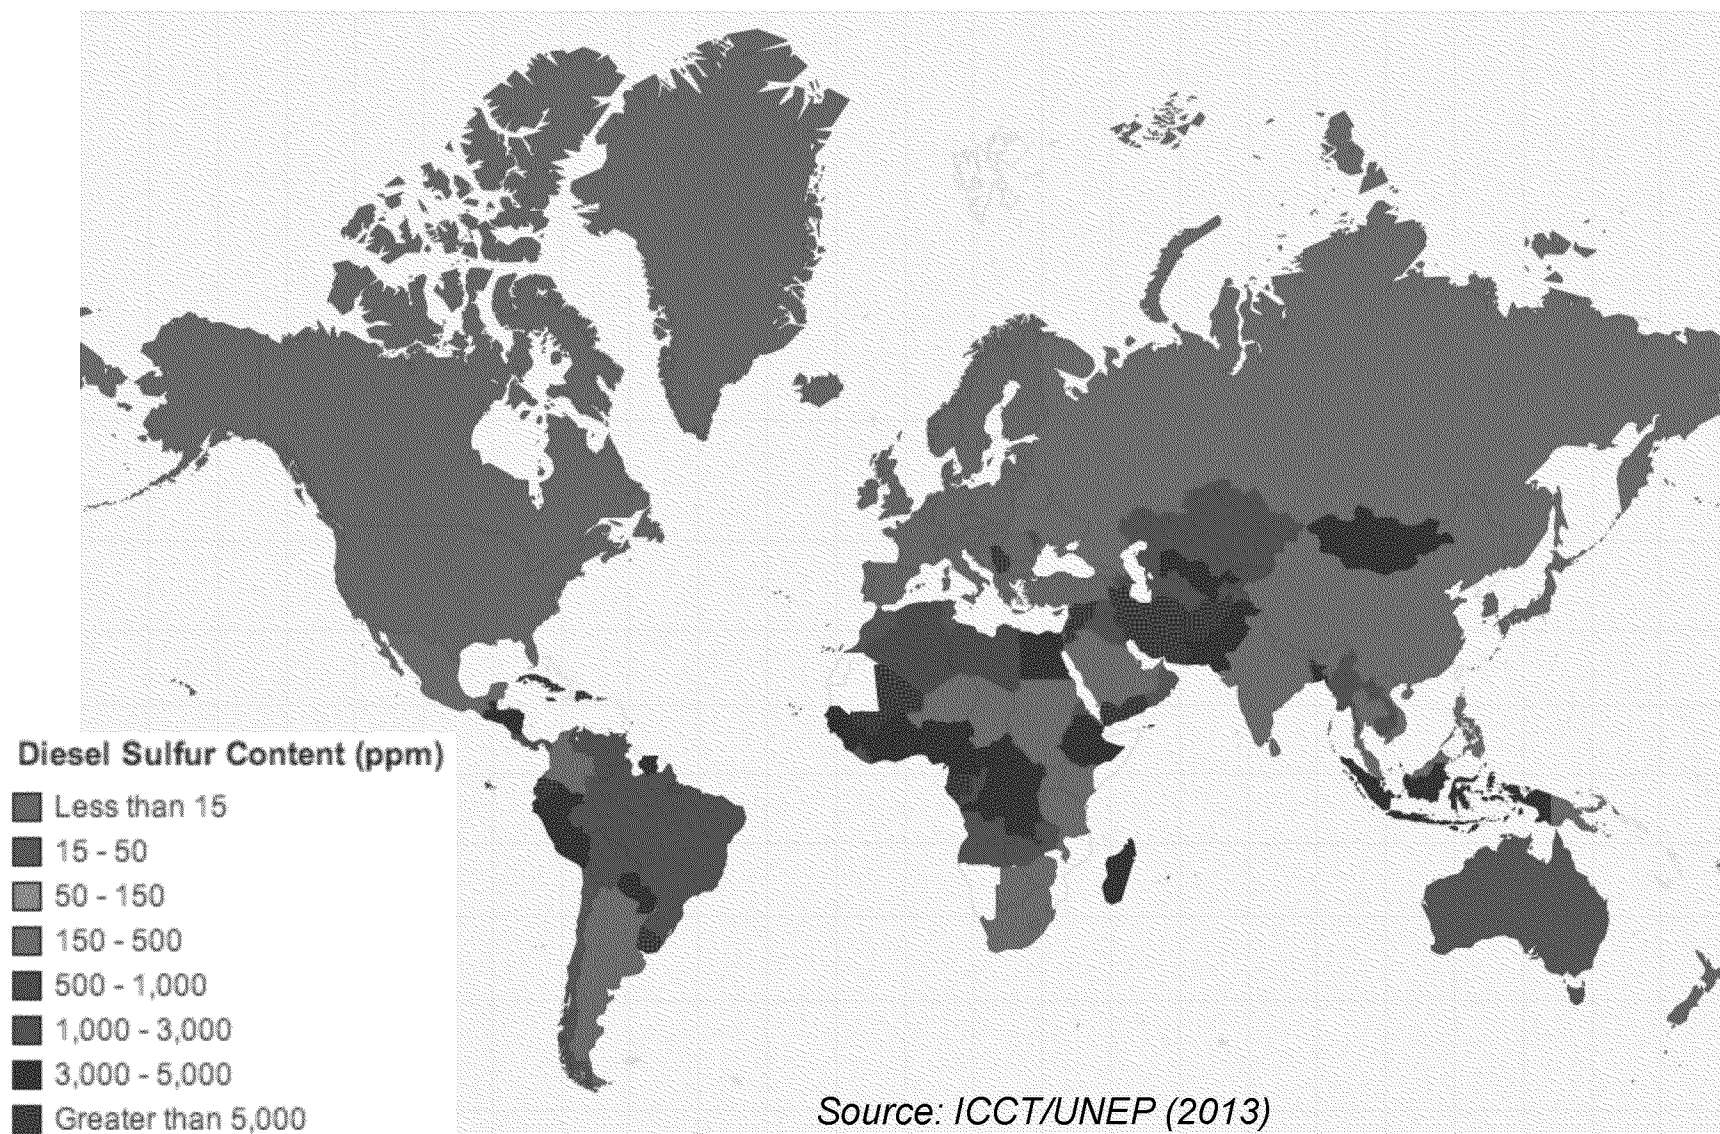 Diesel Sulfur Content (ppm)
Less than 15
15 - 50
50 - 150
150 - 500
500 - 1,000
1,000 - 3,000
3,000 - 5,000
Greater than 5,000
Source: ICCT/UNEP (2013)